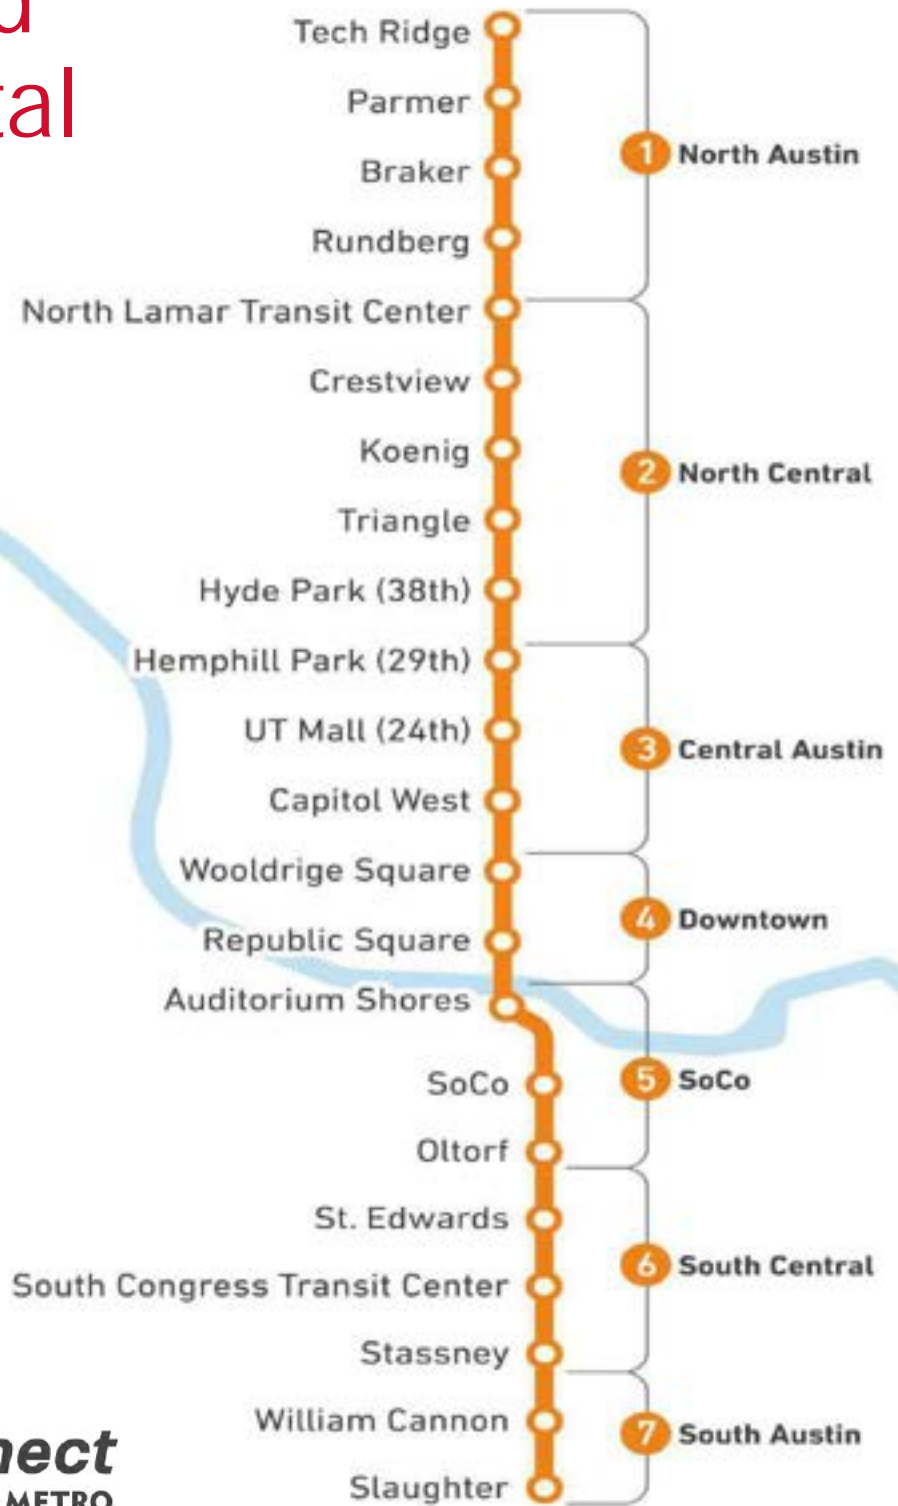 tal
Tech Ridge
Parmer
Braker
1 North Austin
Rundberg
North Lamar Transit Center
Crestview
Koenig
2 North Central
Triangle
Hyde Park (38th)
Hemphill Park (29th)
UT Mall (24th)
3 Central Austin
Capitol West
Wooldrige Square
4 Downtown
Republic Square
Auditorium Shores
SoCo
5 SoCo
Oltorf
St. Edwards
6 South Central
South Congress Transit Center
Stassney
William Cannon
7 South Austin
nect
METRO
Slaughter